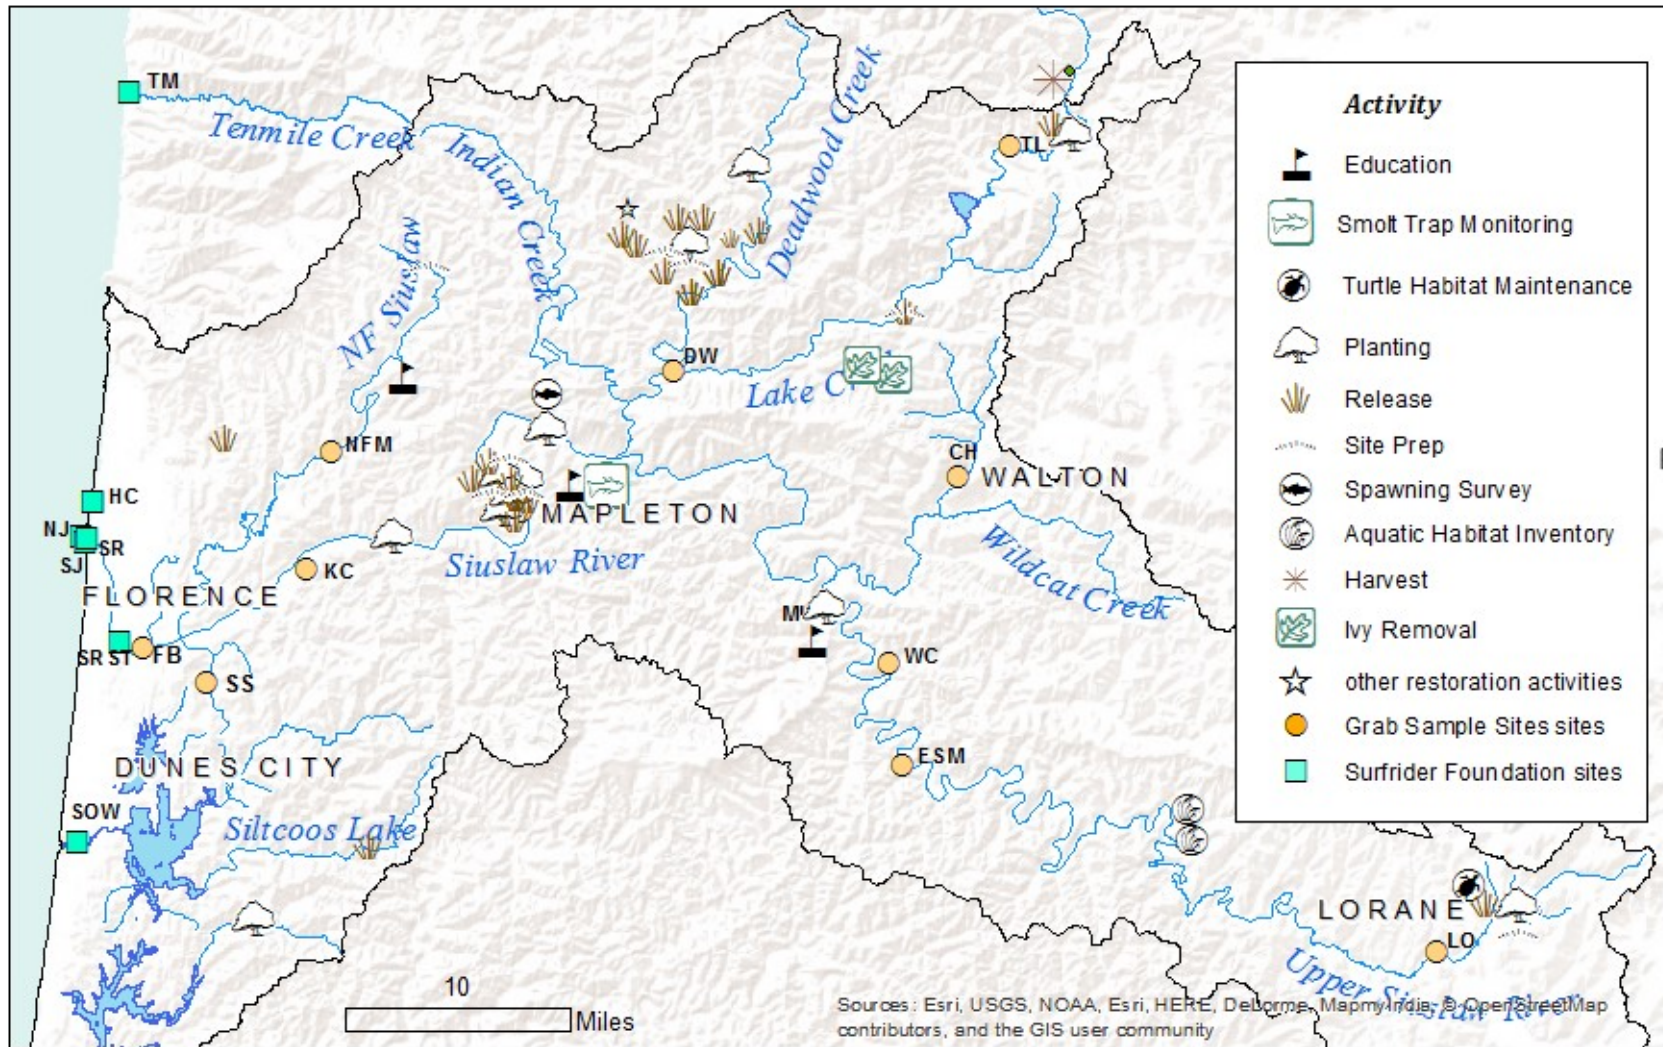 TM
Tenmile Creek
Indian Creek
Deadwood Creek
TL
NF Siuslaw
DW
Lake
NFM
CH
WALTON
HC
NJ
SR
SJ
MAPLETON
Siuslaw River
KC
FLORENCE
Wildcat Creek
SR ST
FB
SS
WC
DUNES CITY
ESM
SOW
Siltcoos Lake
LORANE
LO
Upper Siuslaw River
10
Miles
Sources: Esri, USGS, NOAA, Esri, HERE, DeLorme, MapmyIndia, © OpenStreetMap
contributors, and the GIS user community
Activity
Education
Smolt Trap Monitoring
Turtle Habitat Maintenance
Planting
Release
Site Prep
Spawning Survey
Aquatic Habitat Inventory
Harvest
Ivy Removal
other restoration activities
Grab Sample Sites sites
Surfrider Foundation sites